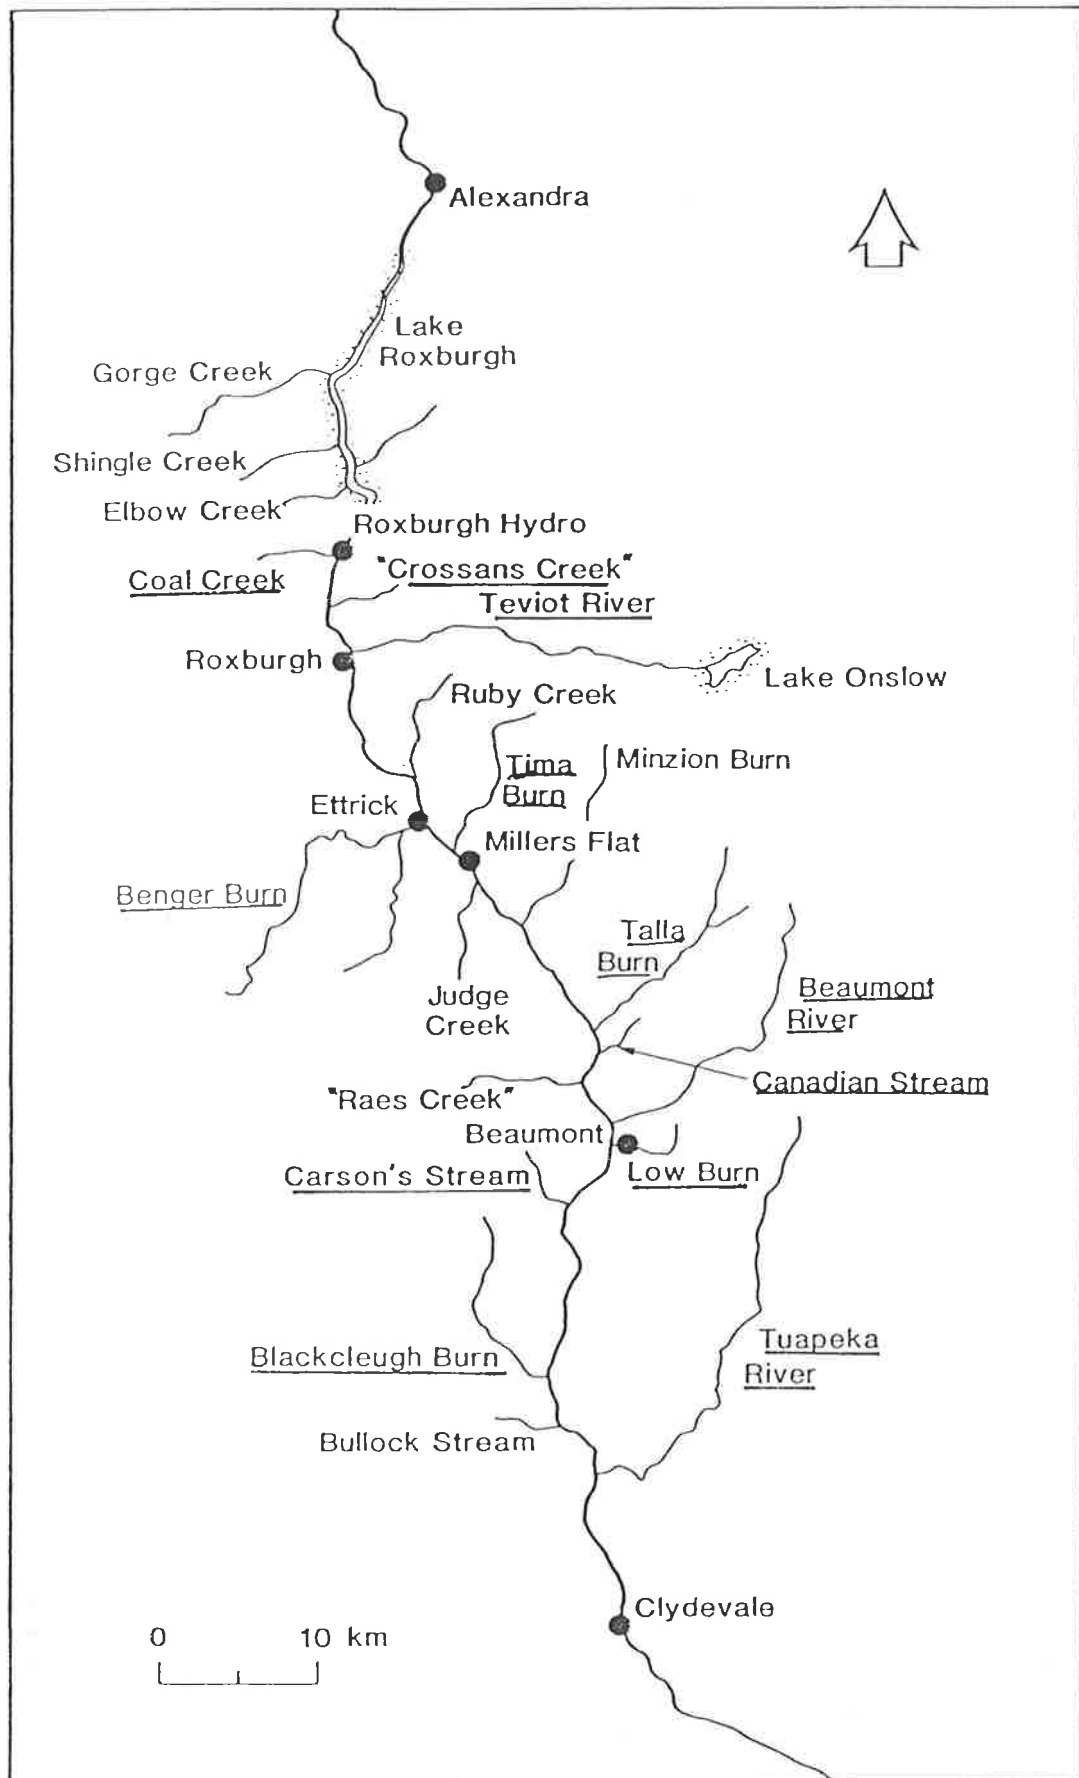 Alexandra
Lake
Roxburgh
Gorge Creek
Shingle Creek
Elbow Creek
Roxburgh Hydro
"Crossans Creek"
Coal Creek
Teviot River
Roxburgh
Lake Onslow
Ruby Creek
Tima
Burn
Minzion Burn
Ettrick
Millers Flat
Benger Burn
Talla
Burn
Beaumont
River
Judge
Creek
Canadian Stream
"Raes Creek"
Beaumont
Carson's Stream
Low Burn
Tuapeka
River
Blackcleugh Burn
Bullock Stream
Clydevale
0 10 km